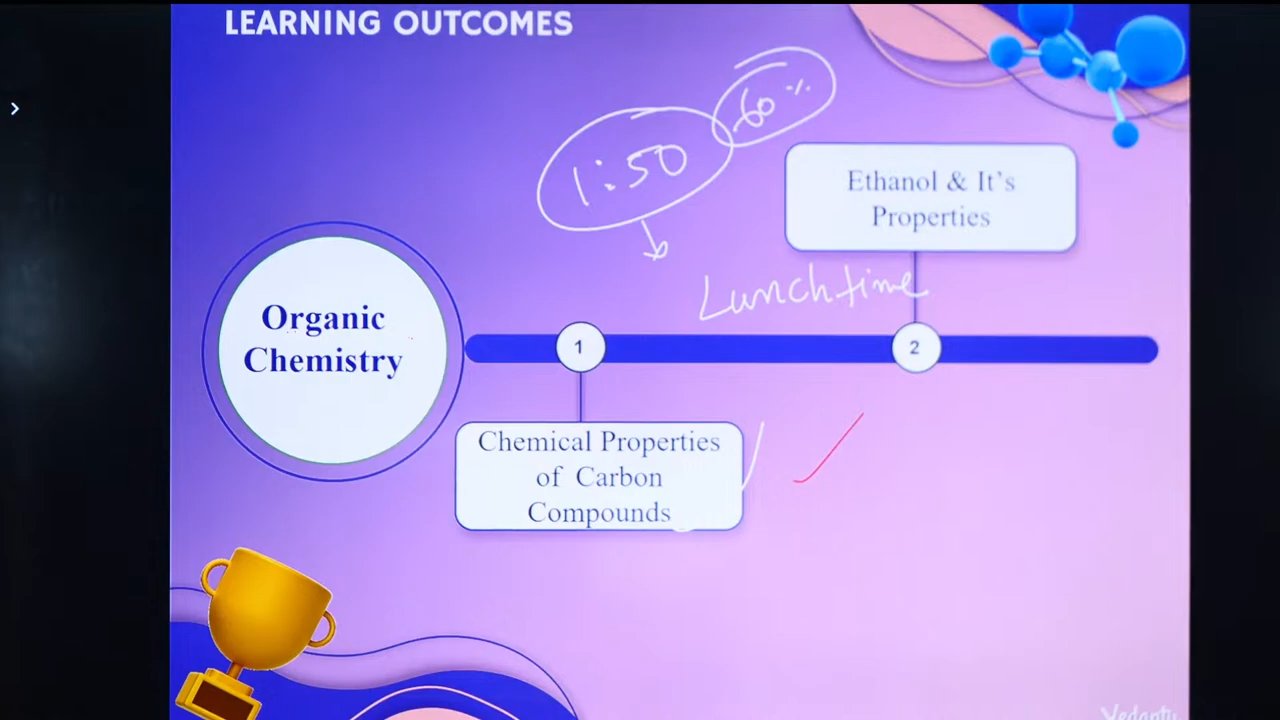 LEARNING OUTCOMES
60 %
1:50
Ethanol & It's
Properties
Lunch time
Organic
Chemistry
1
2
Chemical Properties
of Carbon
Compounds
Vedantu